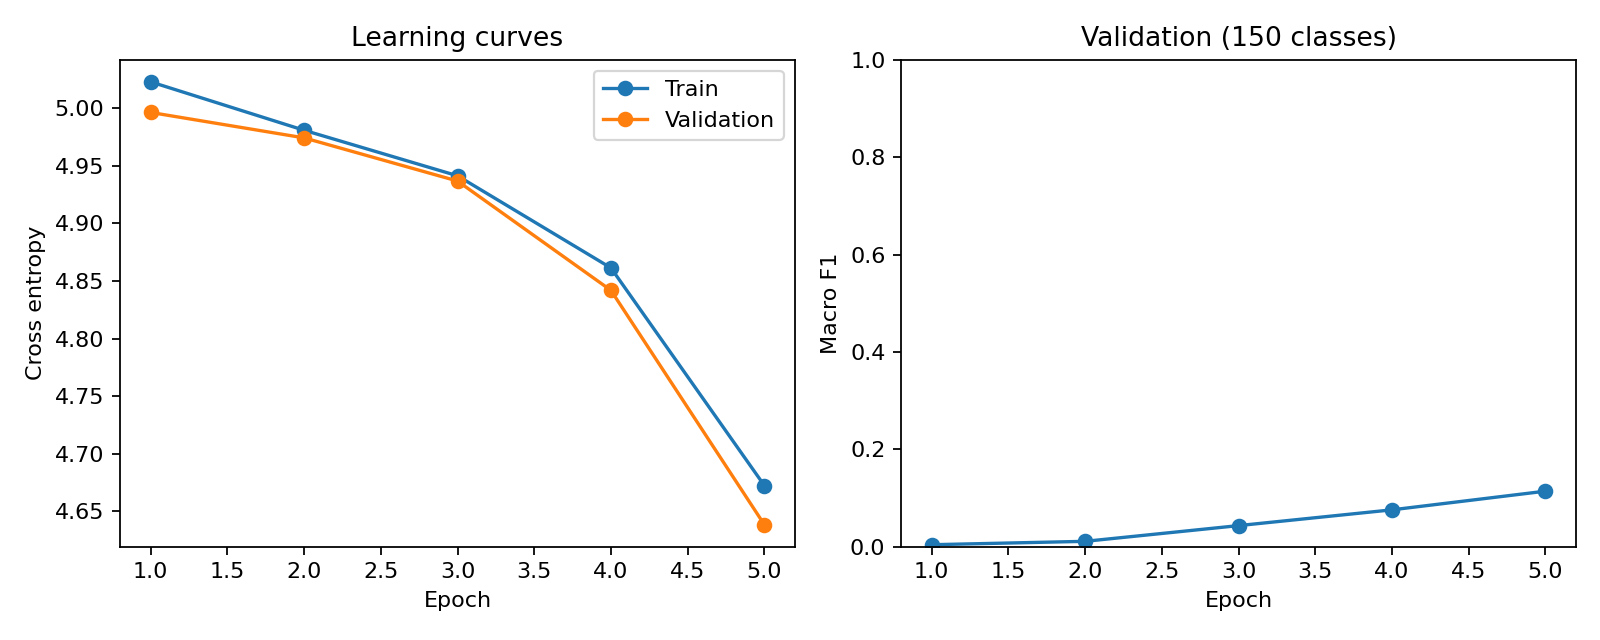 Learning curves
Cross entropy
5.00
4.95
4.90
4.85
4.80
4.75
4.70
4.65
Train
Validation
1.0 1.5 2.0 2.5 3.0 3.5 4.0 4.5 5.0
Epoch
Validation (150 classes)
Macro F1
1.0
0.8
0.6
0.4
0.2
0.0
1.0 1.5 2.0 2.5 3.0 3.5 4.0 4.5 5.0
Epoch